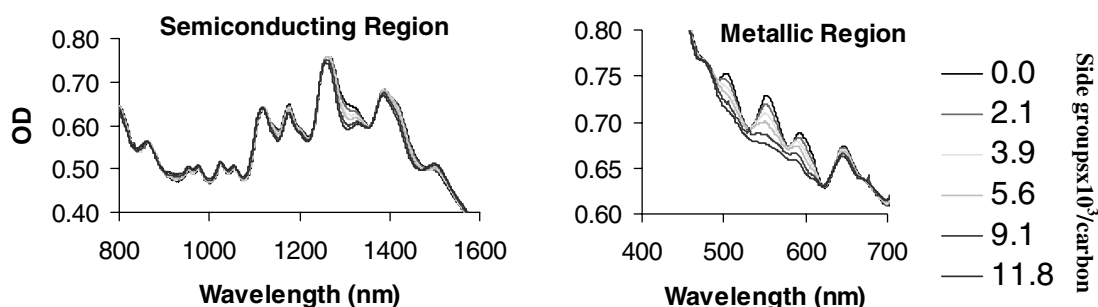 Semiconducting Region
0.80
0.70
0.60
0.50
0.40
OD
800 1000 1200 1400 1600
Wavelength (nm)
Metallic Region
0.80
0.75
0.70
0.65
0.60
400 500 600 700
Wavelength (nm)
0.0
2.1
3.9
5.6
9.1
11.8
Side groupsx10³/carbon